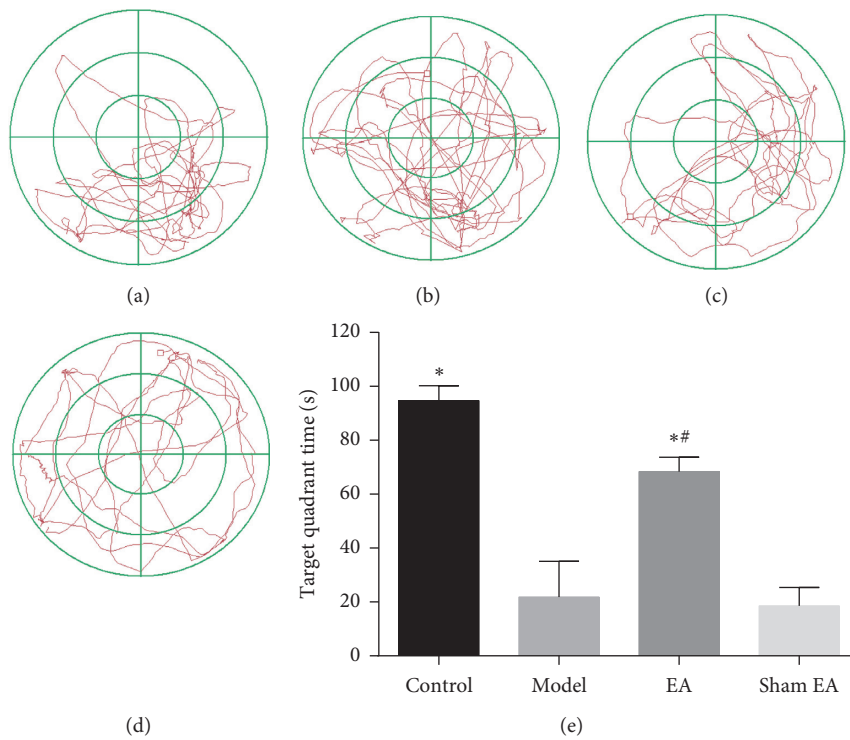 (a)
(b)
(c)
(d)
Target quadrant time (s)
120
100
80
60
40
20
0
*
*#
Control
Model
EA
Sham EA
(e)